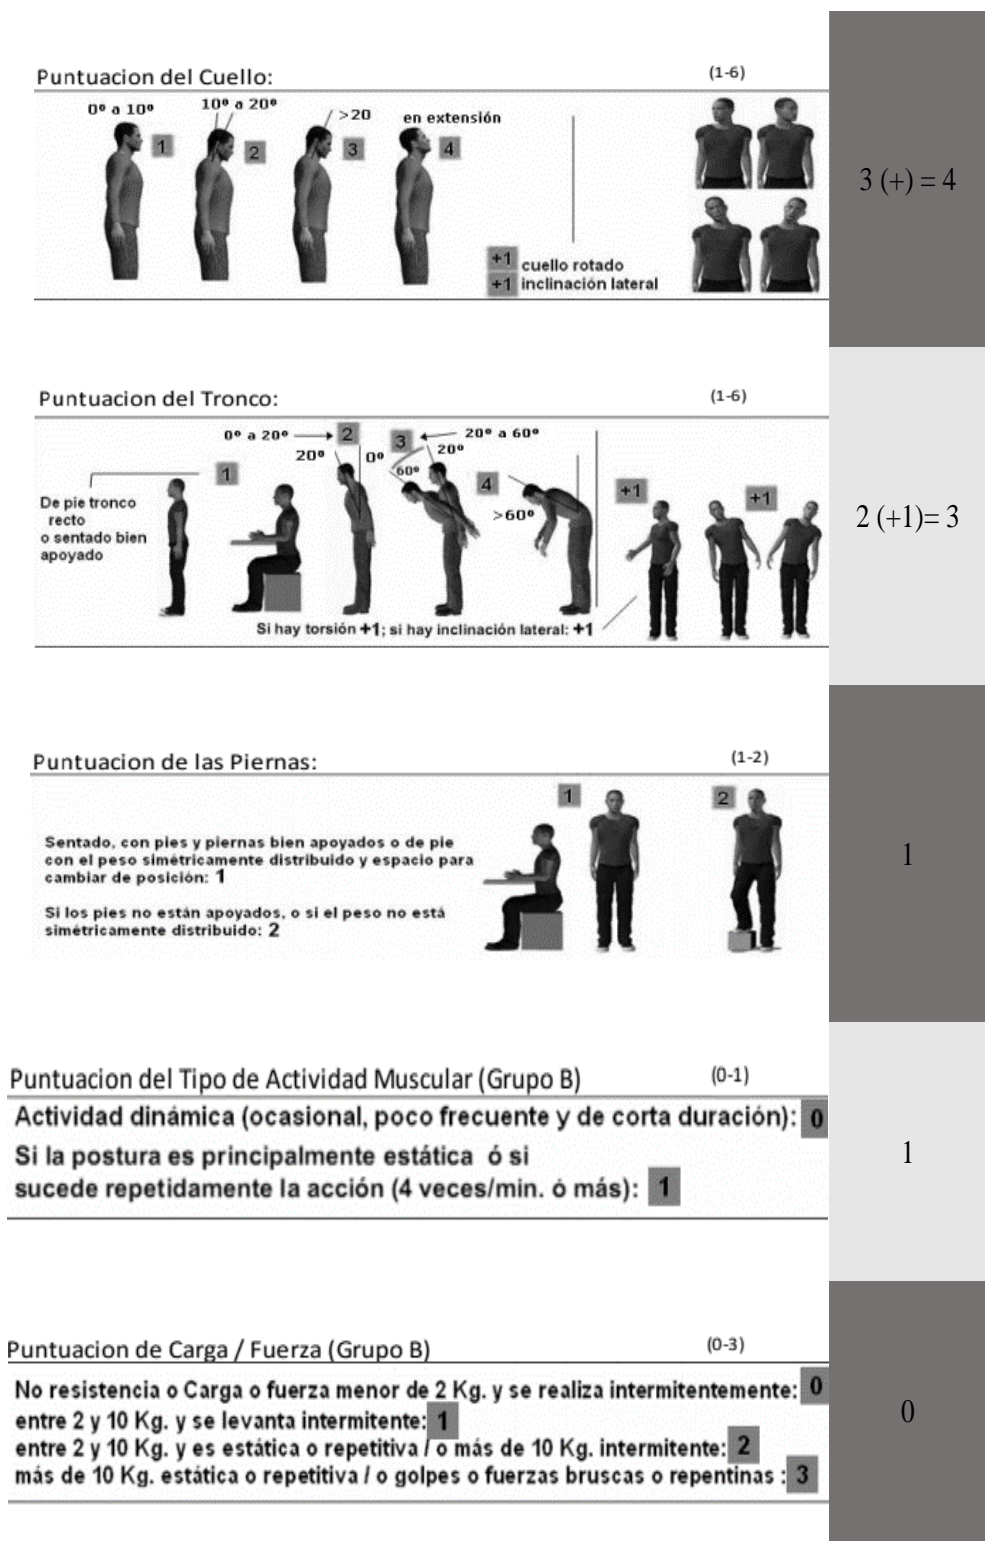 Puntuacion del Cuello:
(1-6)
0º a 10º
10º a 20º
>20
en extensión
1
2
3
4
+1 cuello rotado
+1 inclinación lateral
3 (+) = 4
Puntuacion del Tronco:
(1-6)
0º a 20º
2
20º
0º
3
20º a 60º
20º
60º
1
4
>60º
+1
+1
De pie tronco
recto
o sentado bien
apoyado
Si hay torsión +1; si hay inclinación lateral: +1
2 (+1)= 3
Puntuacion de las Piernas:
(1-2)
1
2
Sentado, con pies y piernas bien apoyados o de pie
con el peso simétricamente distribuido y espacio para
cambiar de posición: 1
Si los pies no están apoyados, o si el peso no está
simétricamente distribuido: 2
1
Puntuacion del Tipo de Actividad Muscular (Grupo B)
(0-1)
Actividad dinámica (ocasional, poco frecuente y de corta duración): 0
Si la postura es principalmente estática ó si
sucede repetidamente la acción (4 veces/min. ó más): 1
1
Puntuacion de Carga / Fuerza (Grupo B)
(0-3)
No resistencia o Carga o fuerza menor de 2 Kg. y se realiza intermitentemente: 0
entre 2 y 10 Kg. y se levanta intermitente: 1
entre 2 y 10 Kg. y es estática o repetitiva / o más de 10 Kg. intermitente: 2
más de 10 Kg. estática o repetitiva / o golpes o fuerzas bruscas o repentinas : 3
0